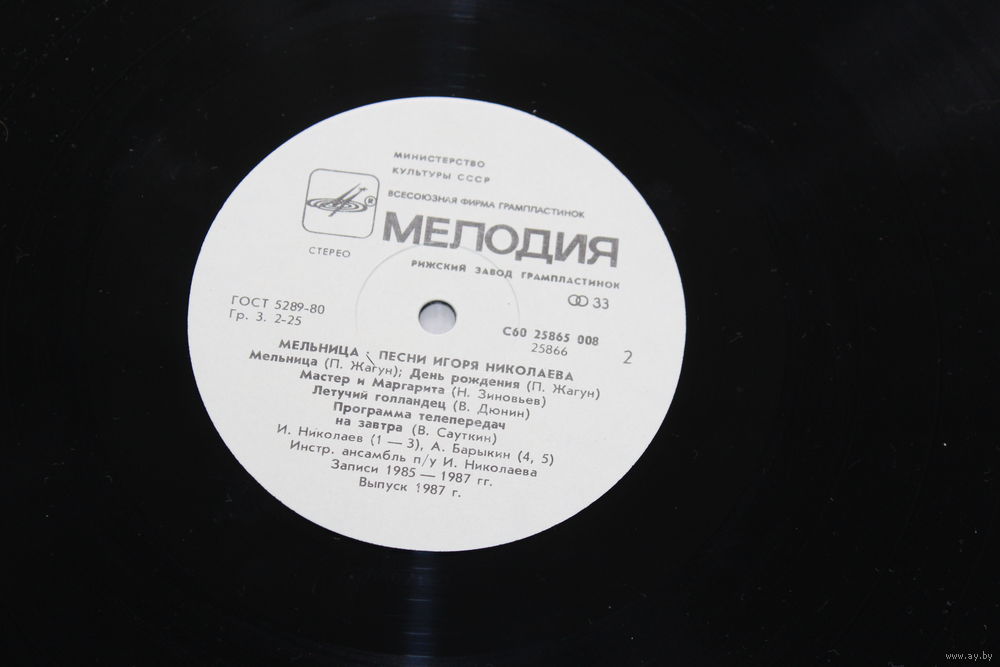 МИНИСТЕРСТВО
КУЛЬТУРЫ СССР
ВСЕСОЮЗНАЯ ФИРМА ГРАМПЛАСТИНОК
®
МЕЛОДИЯ
СТЕРЕО
РИЖСКИЙ ЗАВОД ГРАМПЛАСТИНОК
33
ГОСТ 5289-80
Гр. 3. 2-25
С60 25865 008
25866
2
МЕЛЬНИЦА · ПЕСНИ ИГОРЯ НИКОЛАЕВА
Мельница (П. Жагун); День рождения (П. Жагун)
Мастер и Маргарита (Н. Зиновьев)
Летучий голландец (В. Дюнин)
Программа телепередач
на завтра (В. Сауткин)
И. Николаев (1 — 3), А. Барыкин (4, 5)
Инстр. ансамбль п/у И. Николаева
Записи 1985 — 1987 гг.
Выпуск 1987 г.
www.ay.by